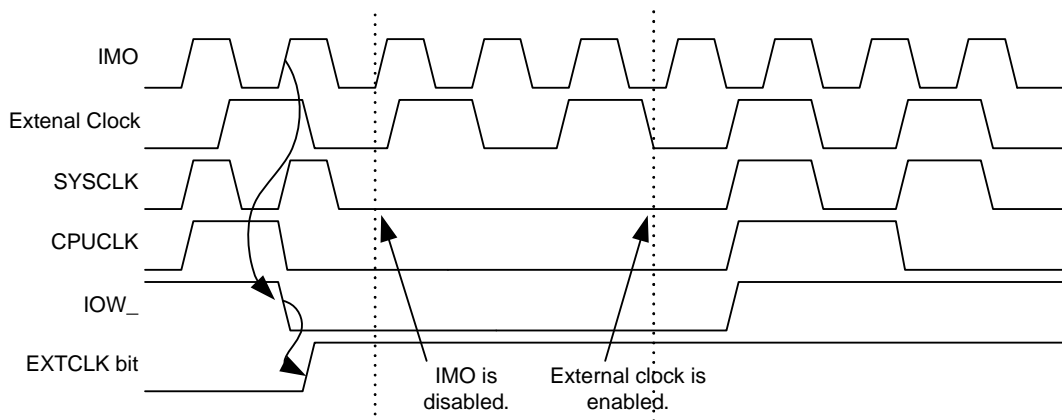 IMO
Extenal Clock
SYSCLK
CPUCLK
IOW_
EXTCLK bit
IMO is
disabled.
External clock is
enabled.